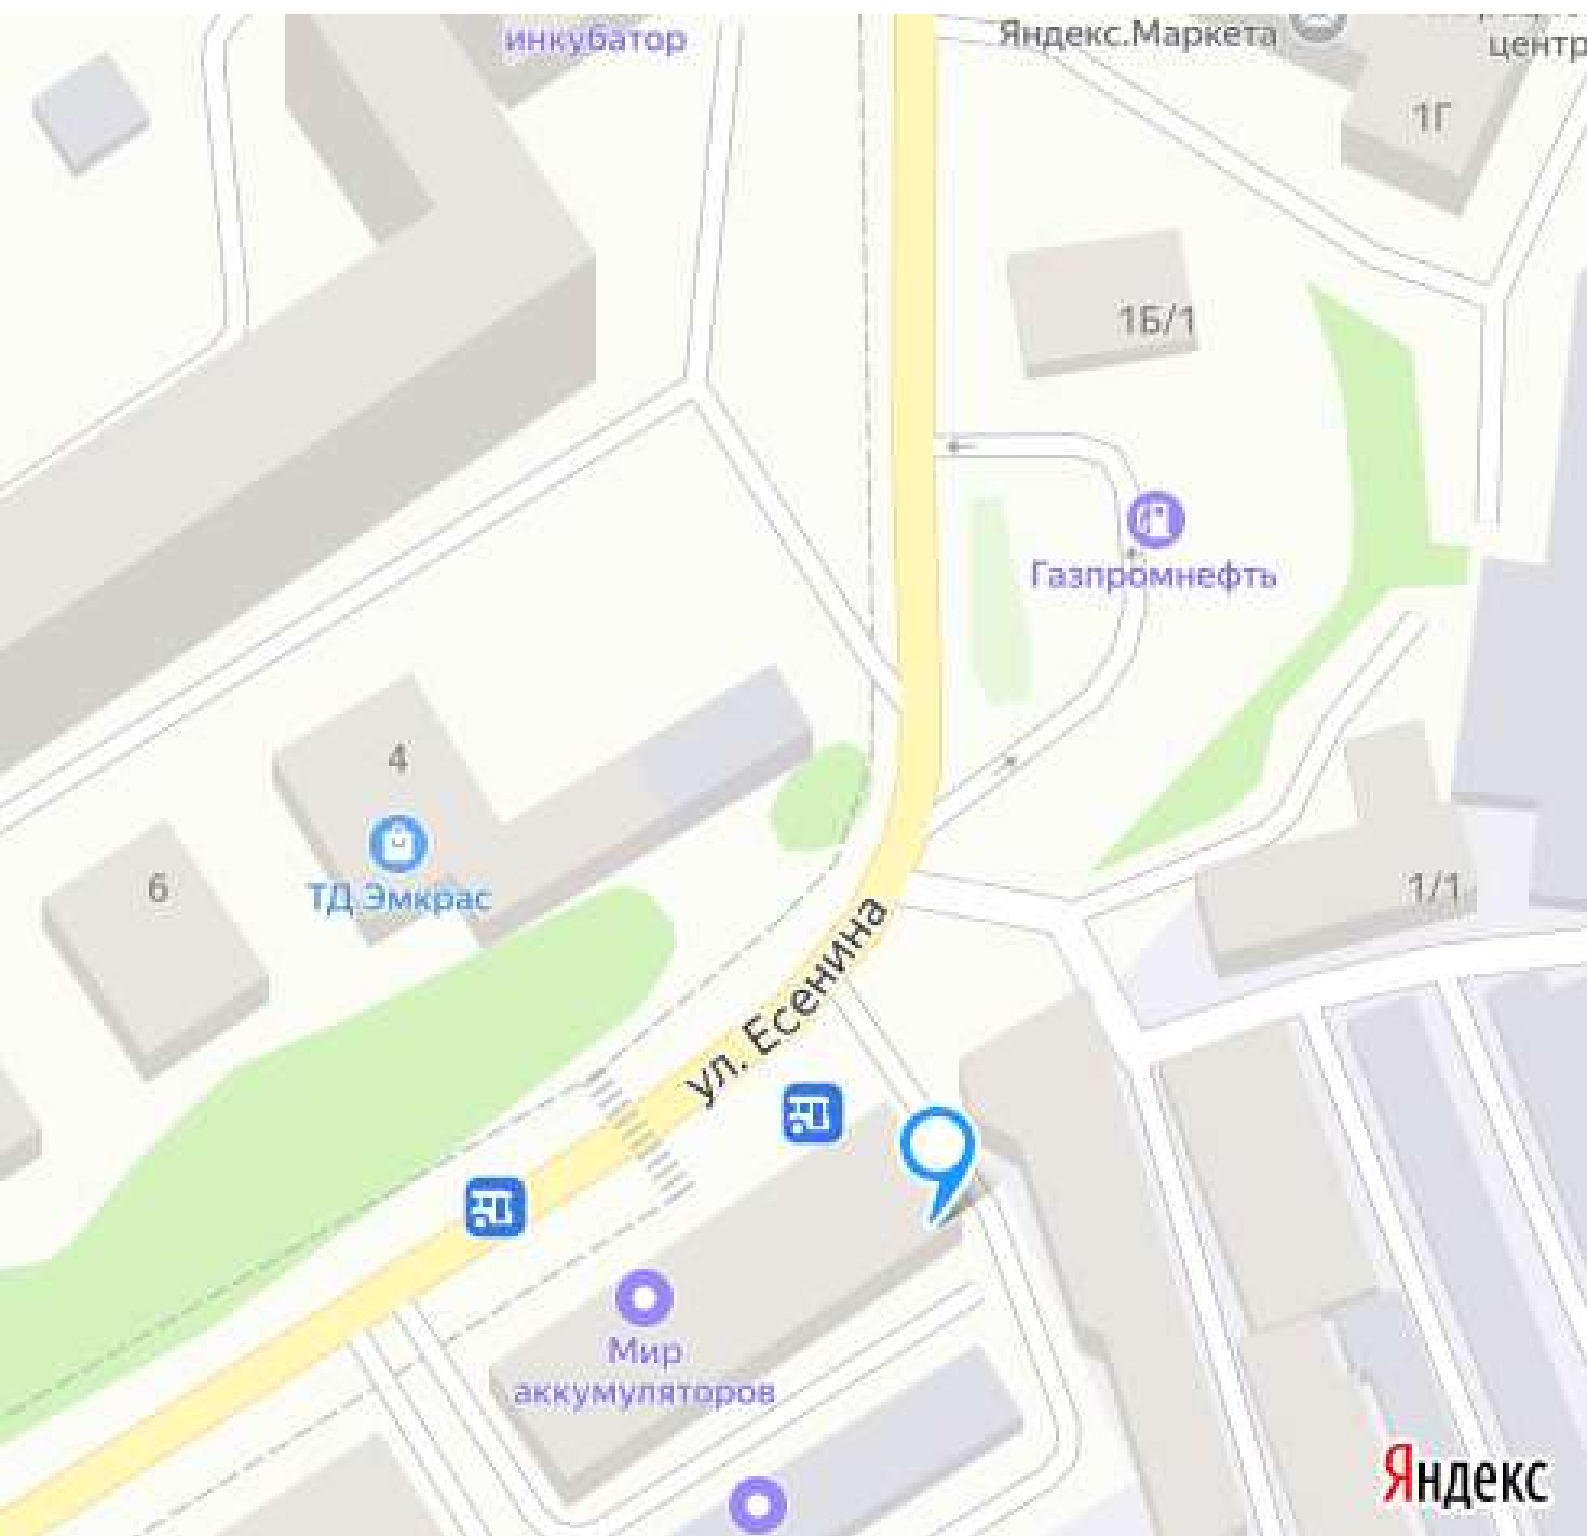 инкубатор
Яндекс.Маркета
центр
1Г
1Б/1
Газпромнефть
4
ТД Эмкрас
6
1/1
ул. Есенина
Мир
аккумуляторов
Яндекс